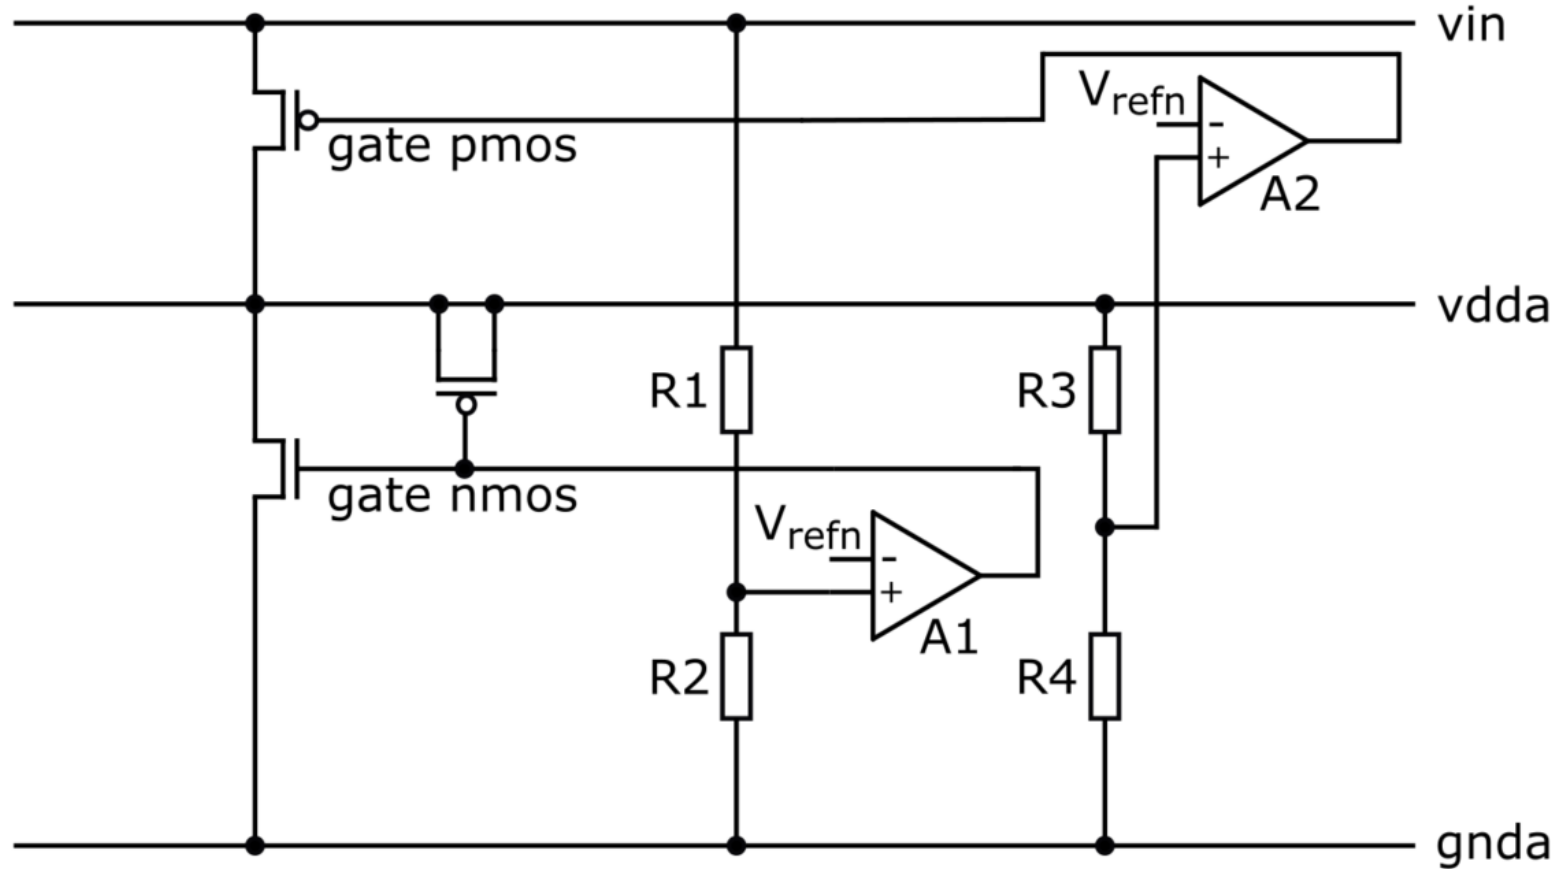 vin
Vrefn
-
+
gate pmos
A2
vdda
R1
R3
gate nmos
Vrefn
-
+
A1
R2
R4
gnda